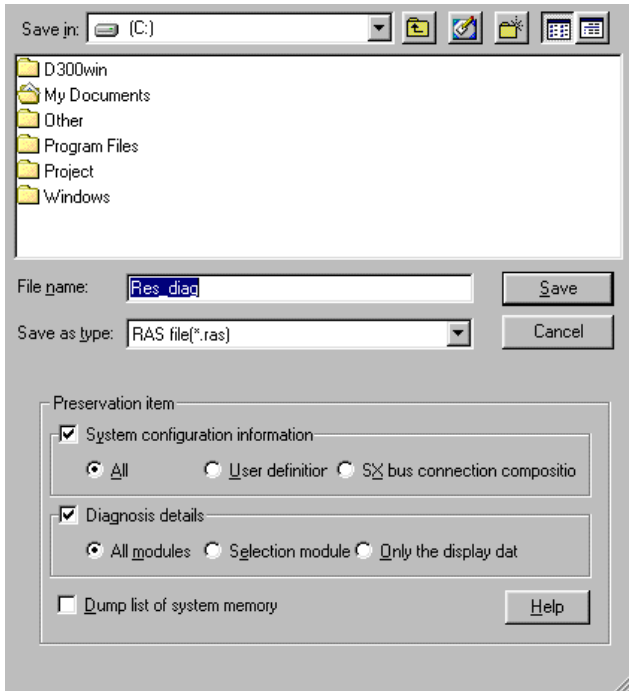 Save in: (C:)
D300win
My Documents
Other
Program Files
Project
Windows
File name: Res_diag Save
Save as type: RAS file(*.ras) Cancel
Preservation item
System configuration information
All User definitior SX bus connection compositio
Diagnosis details
All modules Selection module Only the display dat
Dump list of system memory Help